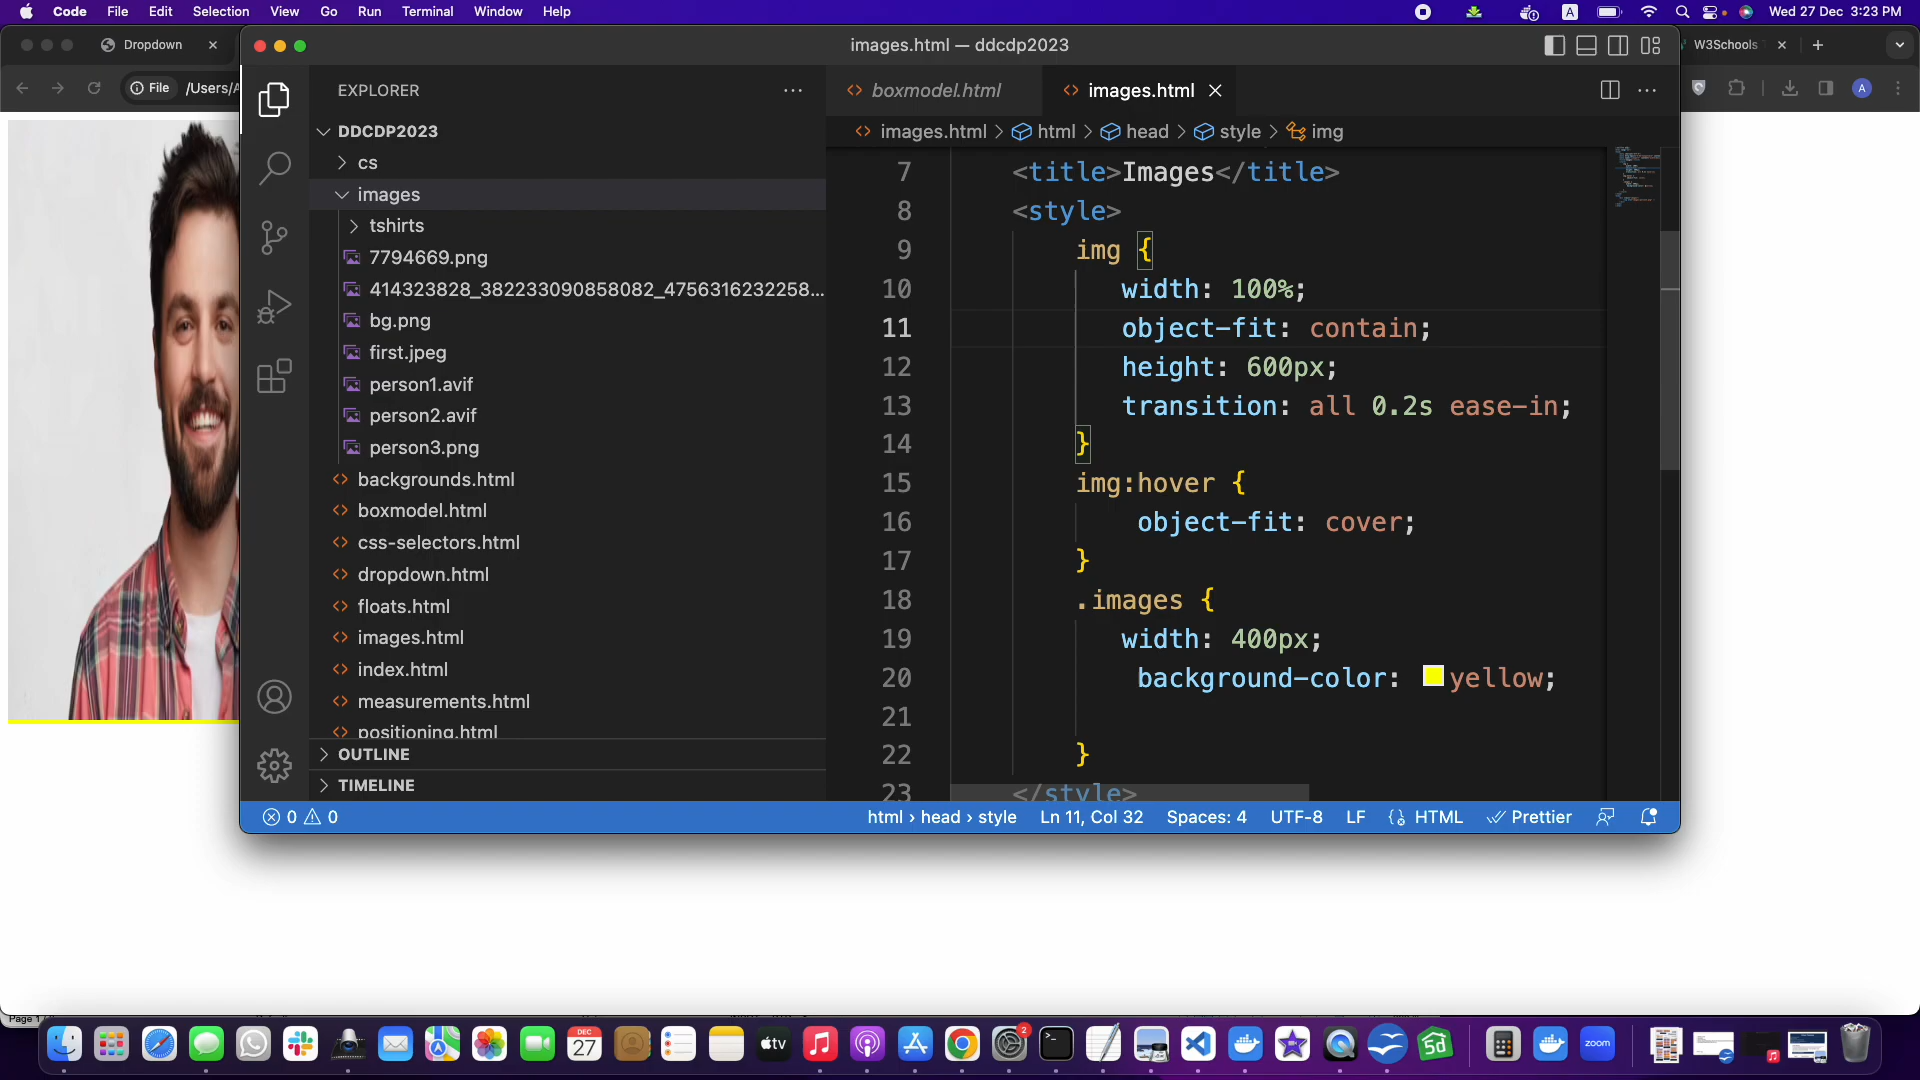 Code File Edit Selection View Go Run Terminal Window Help
A
Wed 27 Dec 3:23 PM
Dropdown
images.html — ddcdp2023
W3Schools
File
/Users/A
A
EXPLORER
boxmodel.html
images.html
DDCDP2023
images.html > html > head > style > img
cs
images
tshirts
7794669.png
414323828_382233090858082_4756316232258...
bg.png
first.jpeg
person1.avif
person2.avif
person3.png
backgrounds.html
boxmodel.html
css-selectors.html
dropdown.html
floats.html
images.html
index.html
measurements.html
positioning.html
OUTLINE
TIMELINE
7 <title>Images</title>
8 <style>
9 img {
10 width: 100%;
11 object-fit: contain;
12 height: 600px;
13 transition: all 0.2s ease-in;
14 }
15 img:hover {
16 object-fit: cover;
17 }
18 .images {
19 width: 400px;
20 background-color: yellow;
21
22 }
23 </style>
0 0
html > head > style
Ln 11, Col 32
Spaces: 4
UTF-8
LF
HTML
Prettier
Page 1
DEC
27
tv
2
zoom